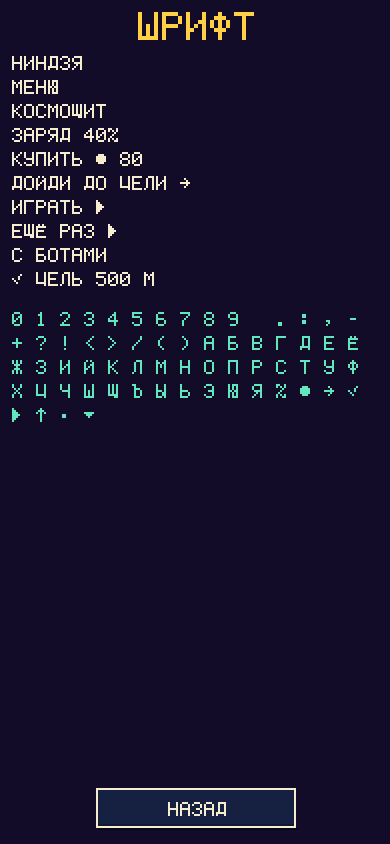 ШРИФТ
НИНДЗЯ
МЕНЮ
КОСМОЩИТ
ЗАРЯД 40%
КУПИТЬ ● 80
ДОЙДИ ДО ЦЕЛИ →
ИГРАТЬ ▶
ЕЩЁ РАЗ ▶
С БОТАМИ
✓ ЦЕЛЬ 500 М
0 1 2 3 4 5 6 7 8 9 . : , -
+ ? ! < > / ( ) А Б В Г Д Е Ё
Ж З И Й К Л М Н О П Р С Т У Ф
Х Ц Ч Ш Щ Ъ Ы Ь Э Ю Я % ● → ✓
▶ ↑ · ▼
НАЗАД